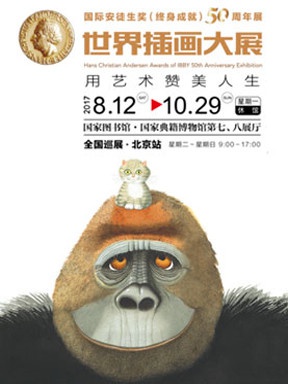 国际安徒生奖(终身成就)50周年展
世界插画大展
Hans Christian Andersen Awards of IBBY 50th Anniversary Exhibition
用艺术赞美人生
2017 8.12 SAT ▶ 10.29 SUN 星期一休馆
国家图书馆·国家典籍博物馆第七、八展厅
全国巡展·北京站 星期二~星期日 9:00-17:00